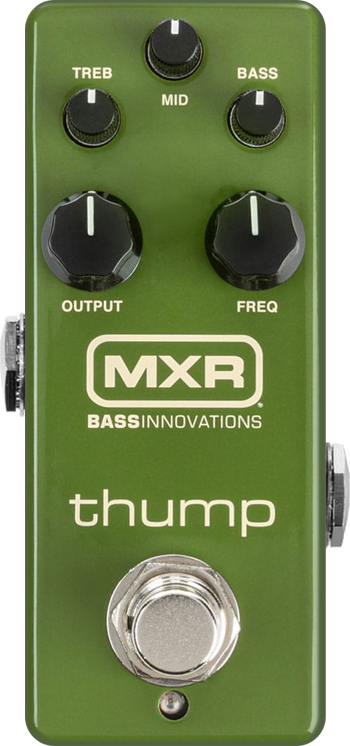 TREB
MID
BASS
OUTPUT
FREQ
MXR
BASSINNOVATIONS
thump